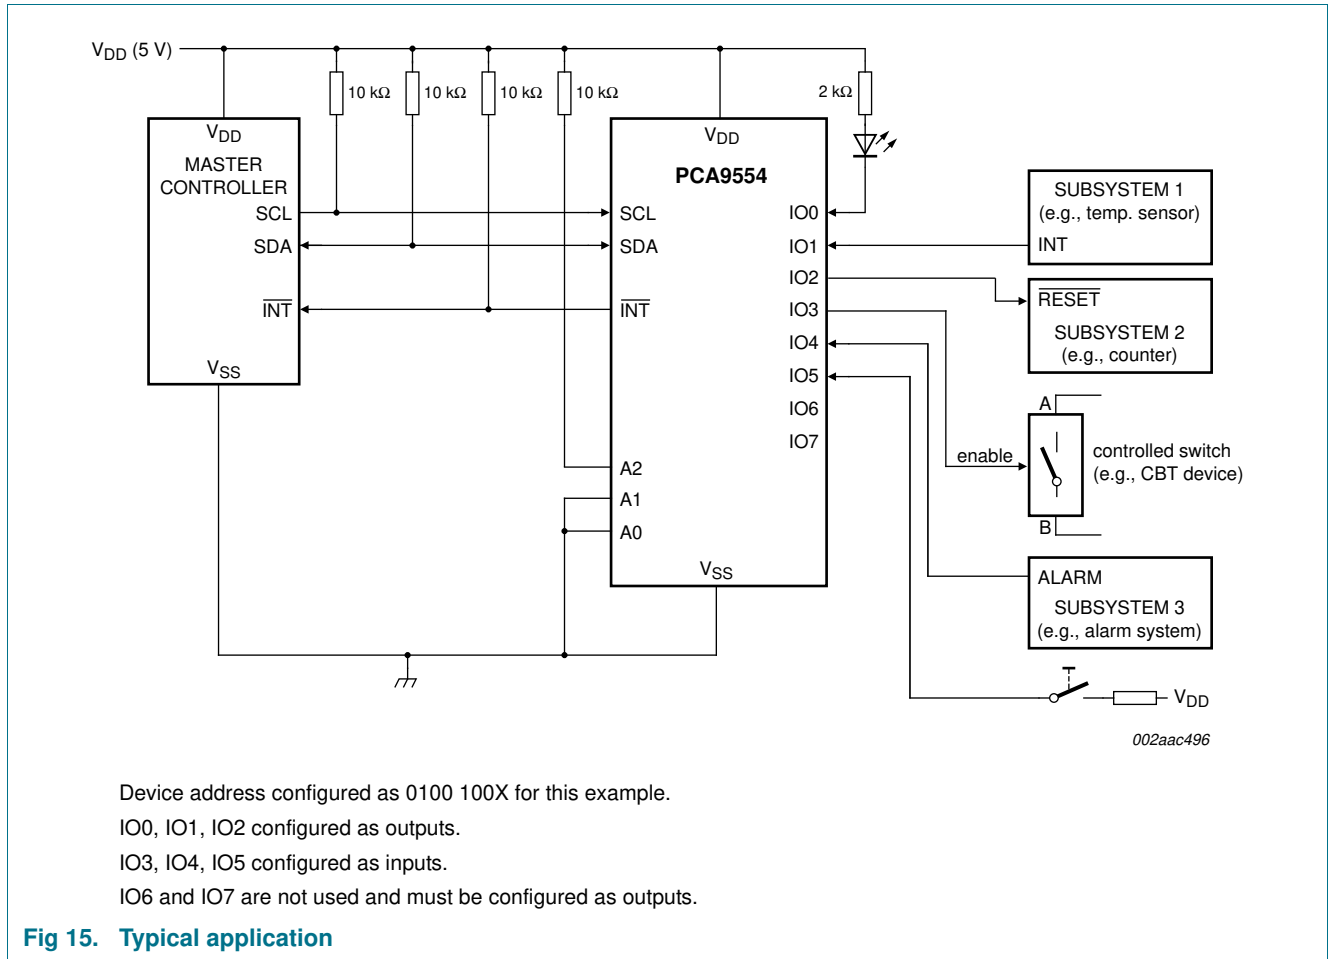 VDD (5 V)
10 kΩ 10 kΩ 10 kΩ 10 kΩ 2 kΩ
VDD
MASTER
CONTROLLER
SCL
SDA
INT
VSS
VDD
PCA9554
SCL
SDA
INT
A2
A1
A0
VSS
IO0
IO1
IO2
IO3
IO4
IO5
IO6
IO7
SUBSYSTEM 1
(e.g., temp. sensor)
INT
RESET
SUBSYSTEM 2
(e.g., counter)
A
enable
B
controlled switch
(e.g., CBT device)
ALARM
SUBSYSTEM 3
(e.g., alarm system)
VDD
002aac496
Device address configured as 0100 100X for this example.
IO0, IO1, IO2 configured as outputs.
IO3, IO4, IO5 configured as inputs.
IO6 and IO7 are not used and must be configured as outputs.
Fig 15. Typical application